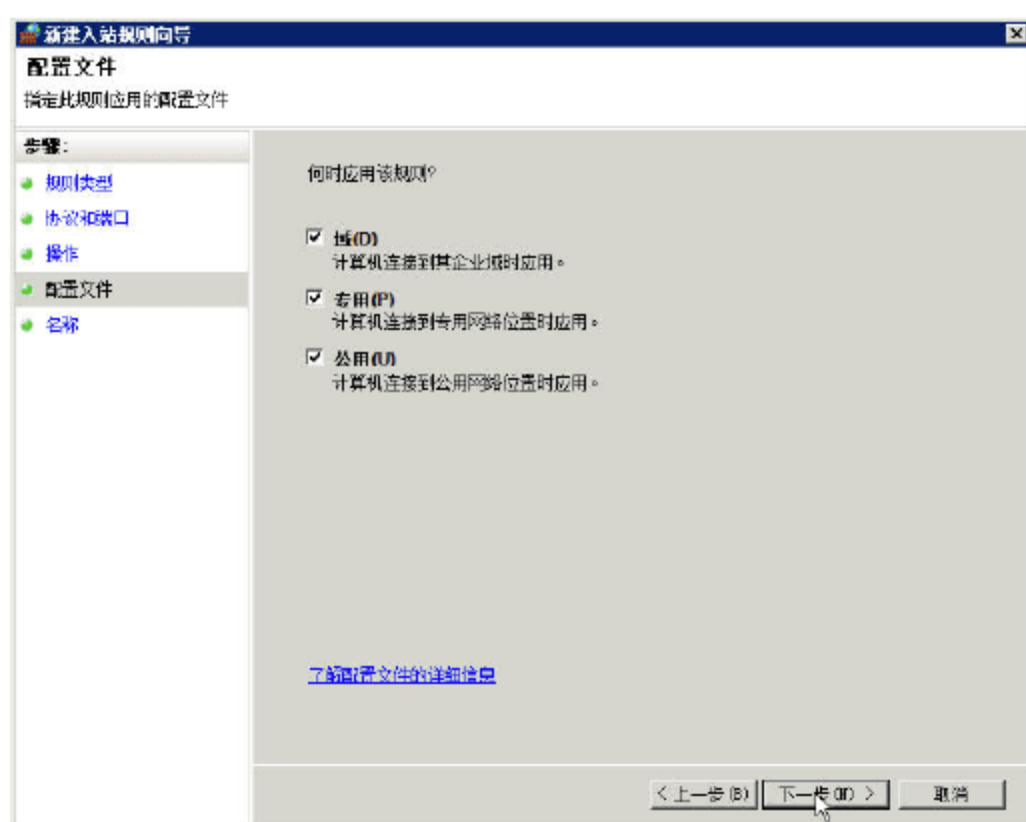 新建入站规则向导
配置文件
指定此规则应用的配置文件
步骤:
规则类型
协议和端口
操作
配置文件
名称
何时应用该规则?
域(D)
计算机连接到其企业域时应用。
专用(P)
计算机连接到专用网络位置时应用。
公用(U)
计算机连接到公用网络位置时应用。
了解配置文件的详细信息
< 上一步(B)
下一步(N) >
取消